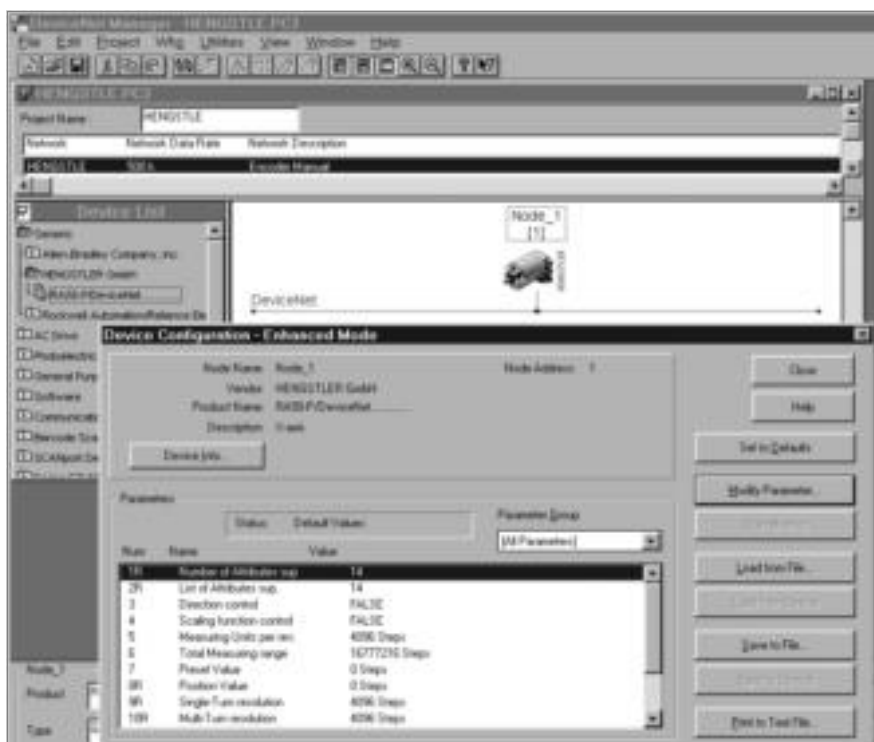 DeviceNet Manager - HENGSTLE.PC3
File Edit Project Who Utilities View Window Help
HENGSTLE.PC3
Project Name: HENGSTLE
Network Network Data Rate Network Description
HENGSTLE 500 k Encoder Manual
Device List
Generic
Allen-Bradley Company, Inc.
HENGSTLER GmbH
/DeviceNet
Rockwell Automation/Reliance Ele
AC Drive
Photoelectric
General Purp
Software
Communicatio
Barcode Sca
SCANport De
Node_1
[1]
DeviceNet
Device Configuration - Enhanced Mode
Node Name: Node_1
Node Address: 1
Vendor: HENGSTLER GmbH
Product Name: /DeviceNet
Description:
Device Info...
Close
Help
Set to Defaults
Modify Parameter...
Load from File...
Save to File...
Print to Text File...
Parameters
Status: Default Values
Parameter Group
[All Parameters]
Num Name Value
1R Number of Attributes sup. 14
2R List of Attributes sup. 14
3 Direction control FALSE
4 Scaling function control FALSE
5 Measuring Units per rev. 4096 Steps
6 Total Measuring range 16777216 Steps
7 Preset Value 0 Steps
8R Position Value 0 Steps
9R Single-Turn resolution 4096 Steps
10R Multi-Turn resolution 4096 Steps
Node_1
Product
Type